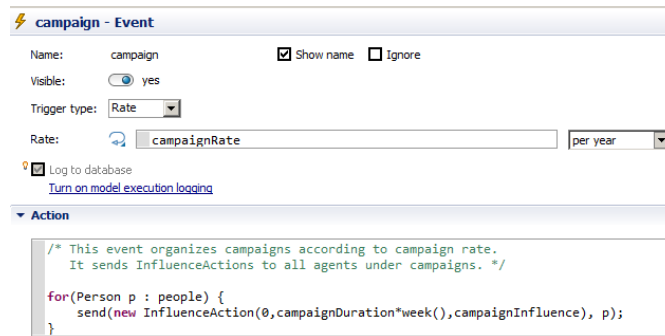 campaign - Event
Name: campaign Show name Ignore
Visible: yes
Trigger type: Rate
Rate: campaignRate per year
Log to database
Turn on model execution logging
Action
/* This event organizes campaigns according to campaign rate.
It sends InfluenceActions to all agents under campaigns. */
for(Person p : people) {
send(new InfluenceAction(0,campaignDuration*week(),campaignInfluence), p);
}